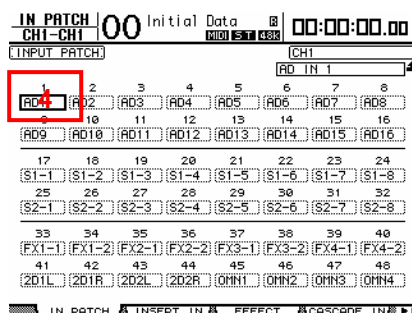 IN PATCH
CH1-CH1
00 Initial Data
MIDI ST 48K
00:00:00.00
INPUT PATCH
CH1
AD IN 1
4
1 2 3 4 5 6 7 8
AD AD2 AD3 AD4 AD5 AD6 AD7 AD8
4
10 11 12 13 14 15 16
AD9 AD10 AD11 AD12 AD13 AD14 AD15 AD16
17 18 19 20 21 22 23 24
S1-1 S1-2 S1-3 S1-4 S1-5 S1-6 S1-7 S1-8
25 26 27 28 29 30 31 32
S2-1 S2-2 S2-3 S2-4 S2-5 S2-6 S2-7 S2-8
33 34 35 36 37 38 39 40
FX1-1 FX1-2 FX2-1 FX2-2 FX3-1 FX3-2 FX4-1 FX4-2
41 42 43 44 45 46 47 48
2D1L 2D1R 2D2L 2D2R OMN1 OMN2 OMN3 OMN4
IN PATCH INSERT IN EFFECT CASCADE IN